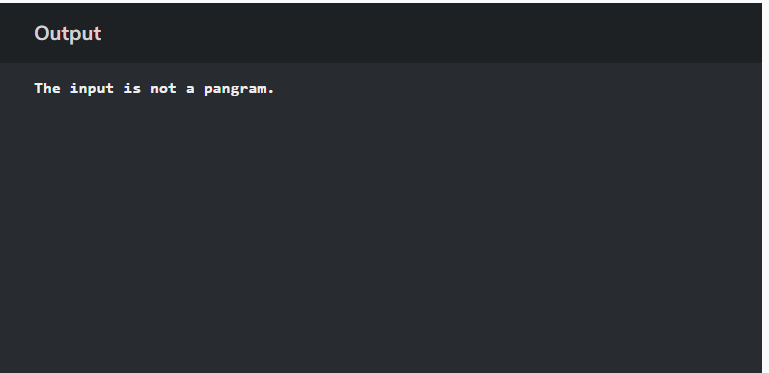 Output
The input is not a pangram.